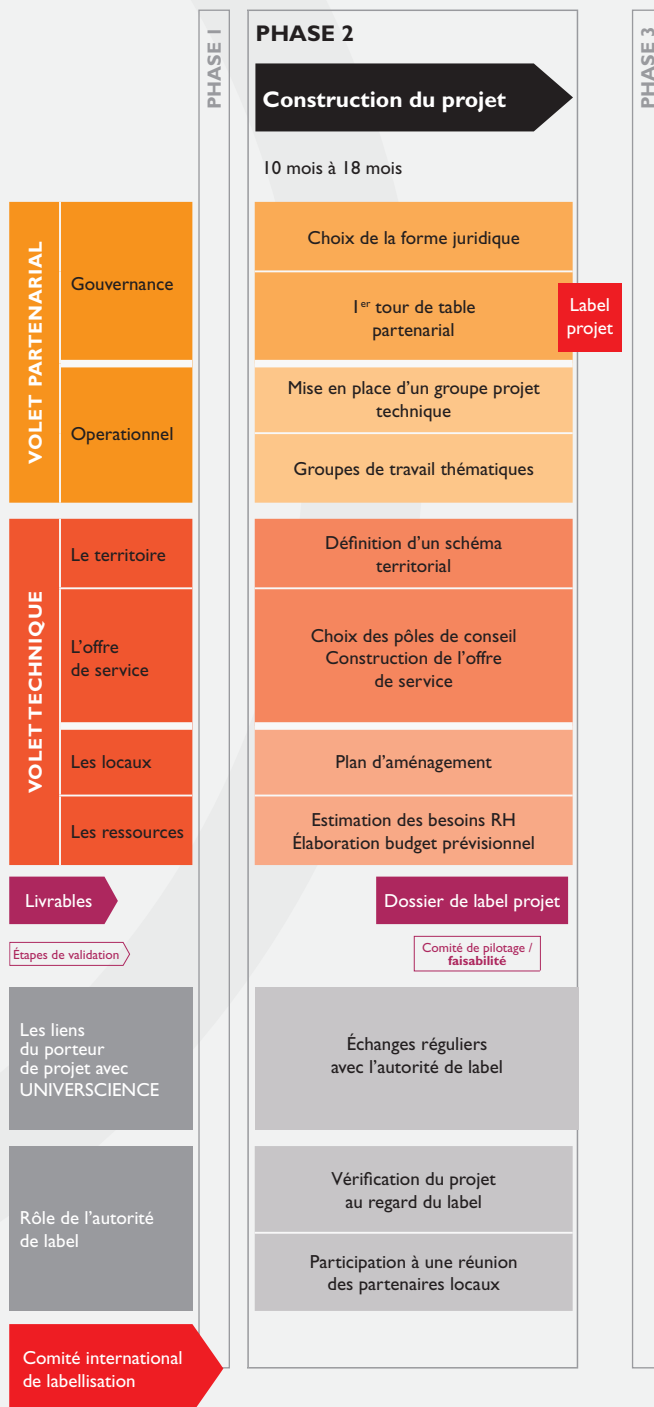 PHASE 1
PHASE 2
PHASE 3
Construction du projet
10 mois à 18 mois
VOLET PARTENARIAL
Gouvernance
Choix de la forme juridique
1er tour de table
partenarial
Label
projet
Operationnel
Mise en place d’un groupe projet
technique
Groupes de travail thématiques
VOLET TECHNIQUE
Le territoire
Définition d’un schéma
territorial
L’offre
de service
Choix des pôles de conseil
Construction de l’offre
de service
Les locaux
Plan d’aménagement
Les ressources
Estimation des besoins RH
Élaboration budget prévisionnel
Livrables
Dossier de label projet
Étapes de validation
Comité de pilotage /
faisabilité
Les liens
du porteur
de projet avec
UNIVERSCIENCE
Échanges réguliers
avec l’autorité de label
Rôle de l’autorité
de label
Vérification du projet
au regard du label
Participation à une réunion
des partenaires locaux
Comité international
de labellisation